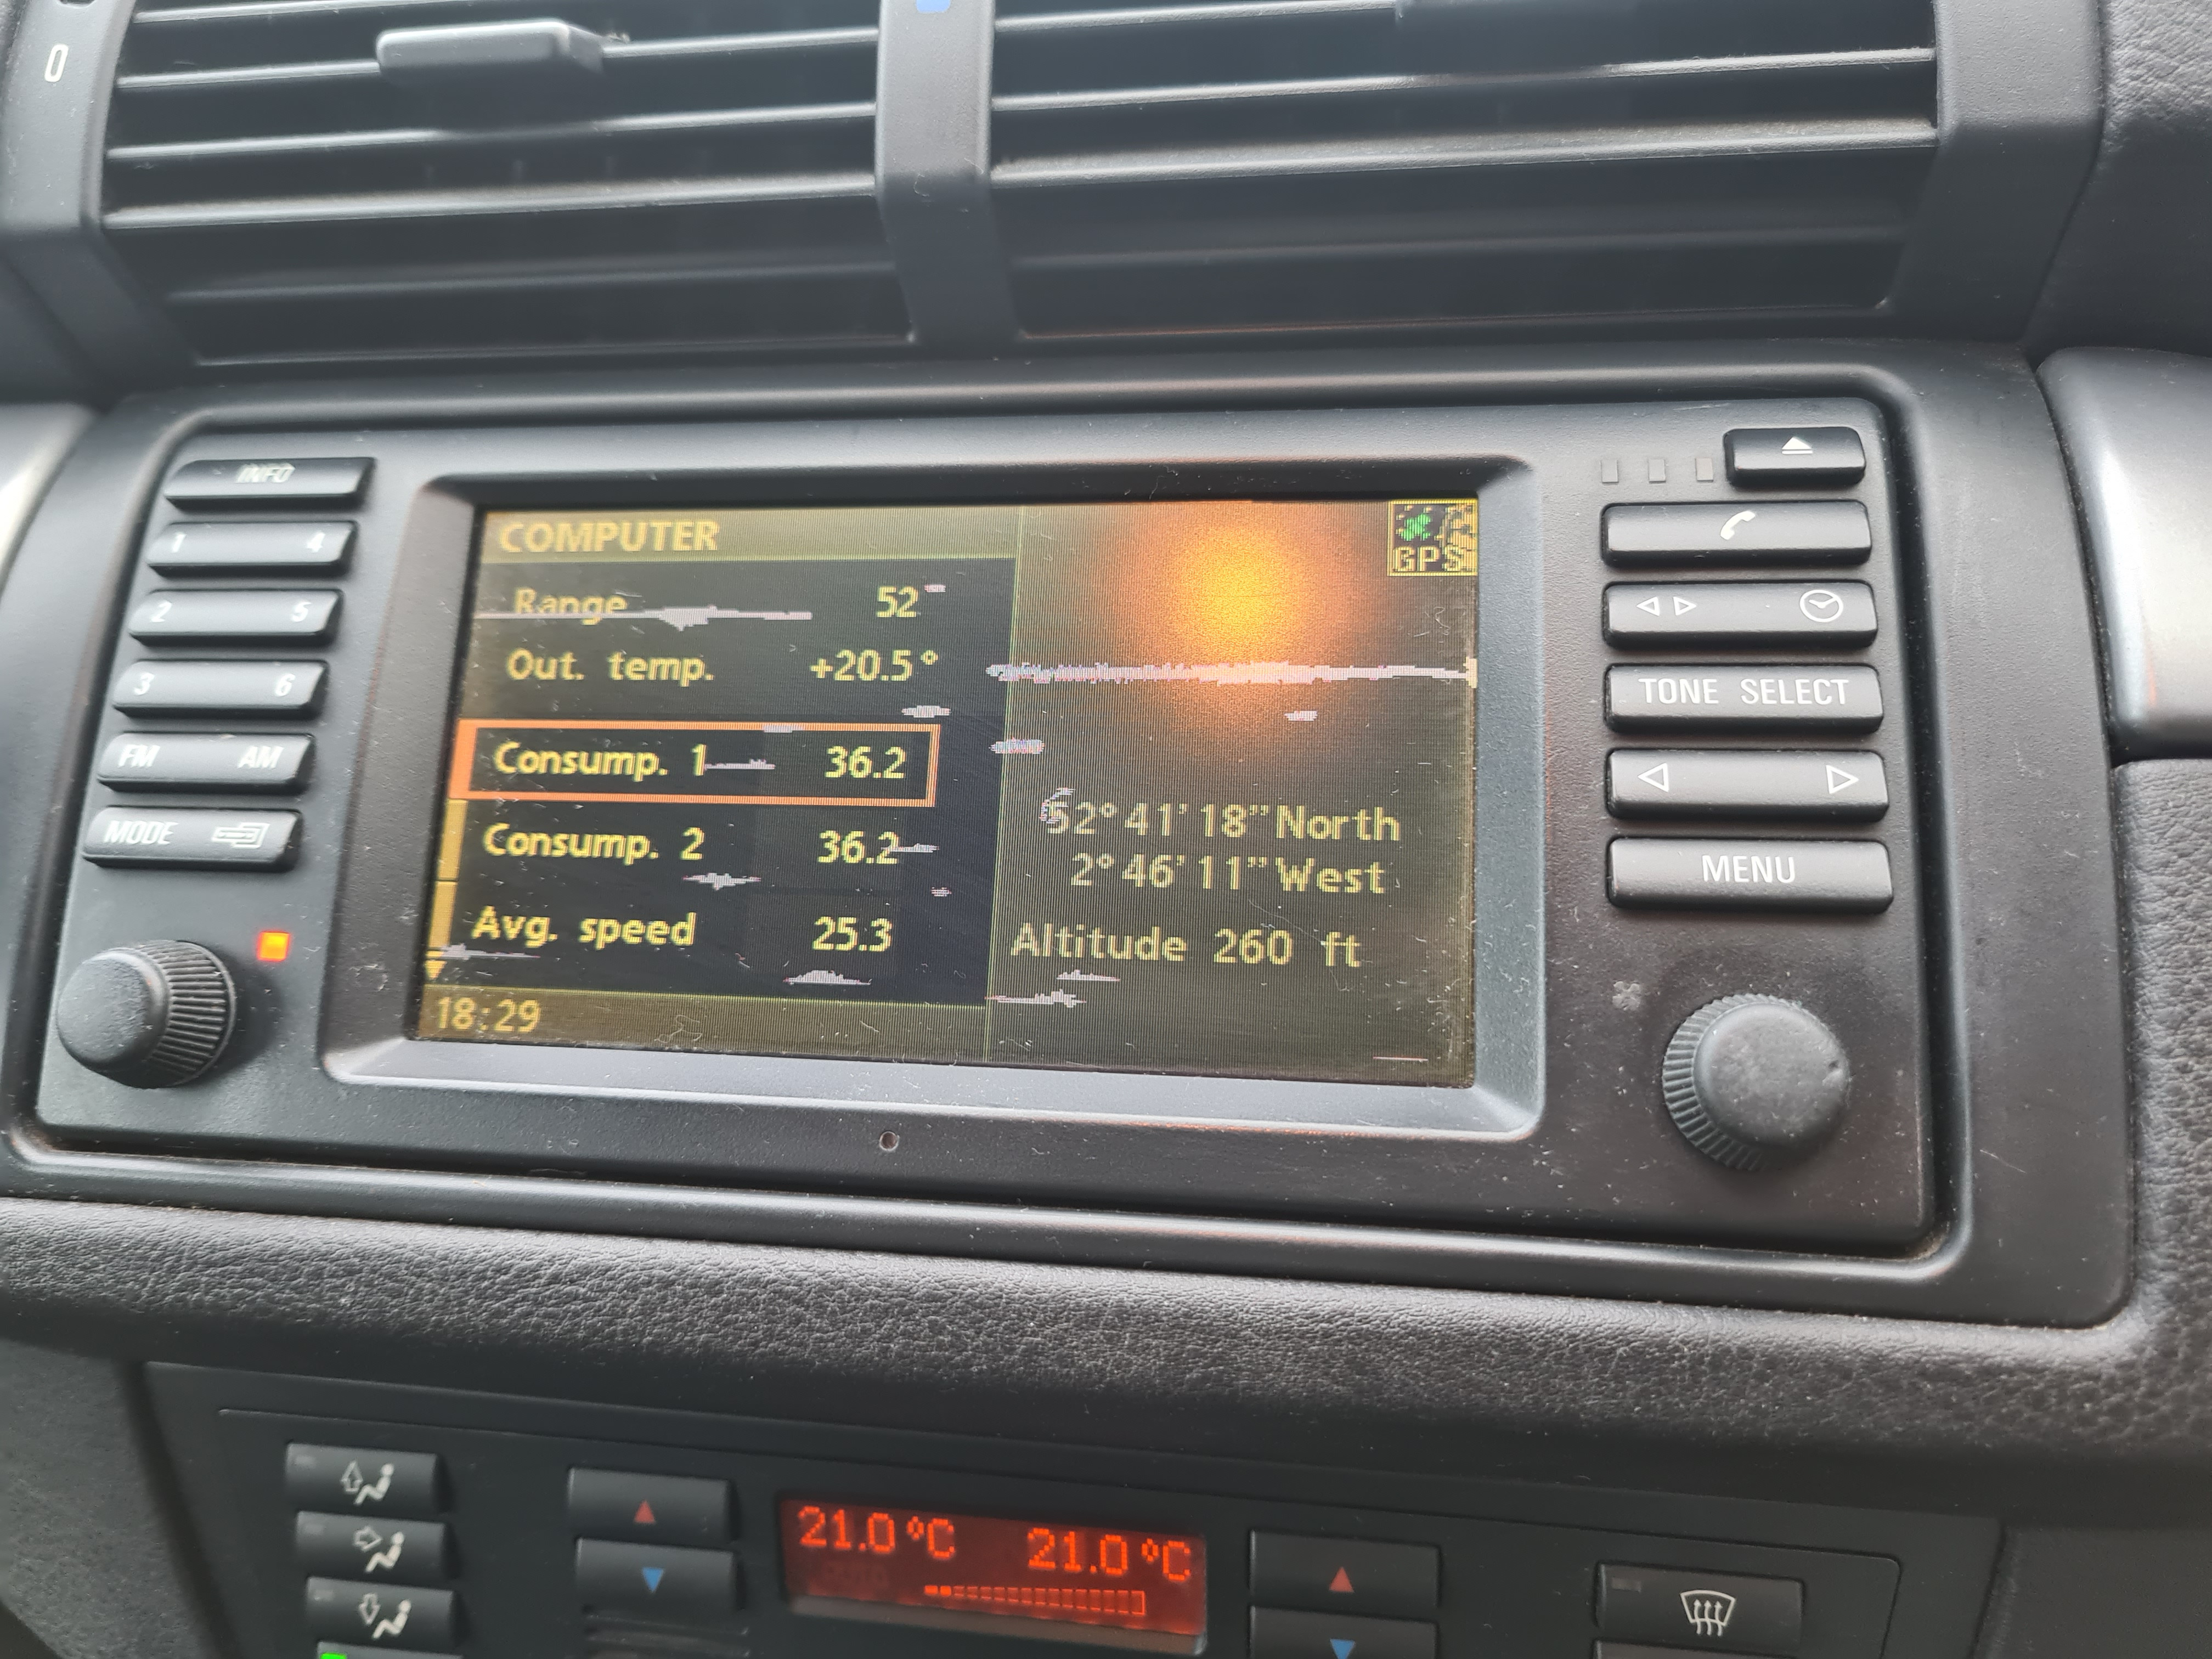 0
INFO
1 4
2 5
3 6
FM AM
MODE
COMPUTER
Range 52
Out. temp. +20.5°
Consump. 1 36.2
Consump. 2 36.2
Avg. speed 25.3
18:29
GPS
52°41'18"North
2°46'11"West
Altitude 260 ft
TONE SELECT
MENU
21.0°C 21.0°C